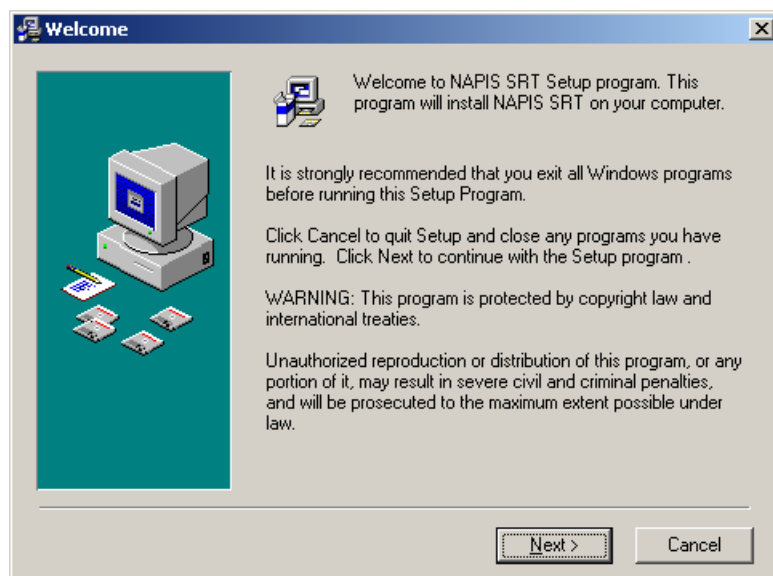 Welcome
Welcome to NAPIS SRT Setup program. This
program will install NAPIS SRT on your computer.
It is strongly recommended that you exit all Windows programs
before running this Setup Program.
Click Cancel to quit Setup and close any programs you have
running. Click Next to continue with the Setup program .
WARNING: This program is protected by copyright law and
international treaties.
Unauthorized reproduction or distribution of this program, or any
portion of it, may result in severe civil and criminal penalties,
and will be prosecuted to the maximum extent possible under
law.
Next >
Cancel